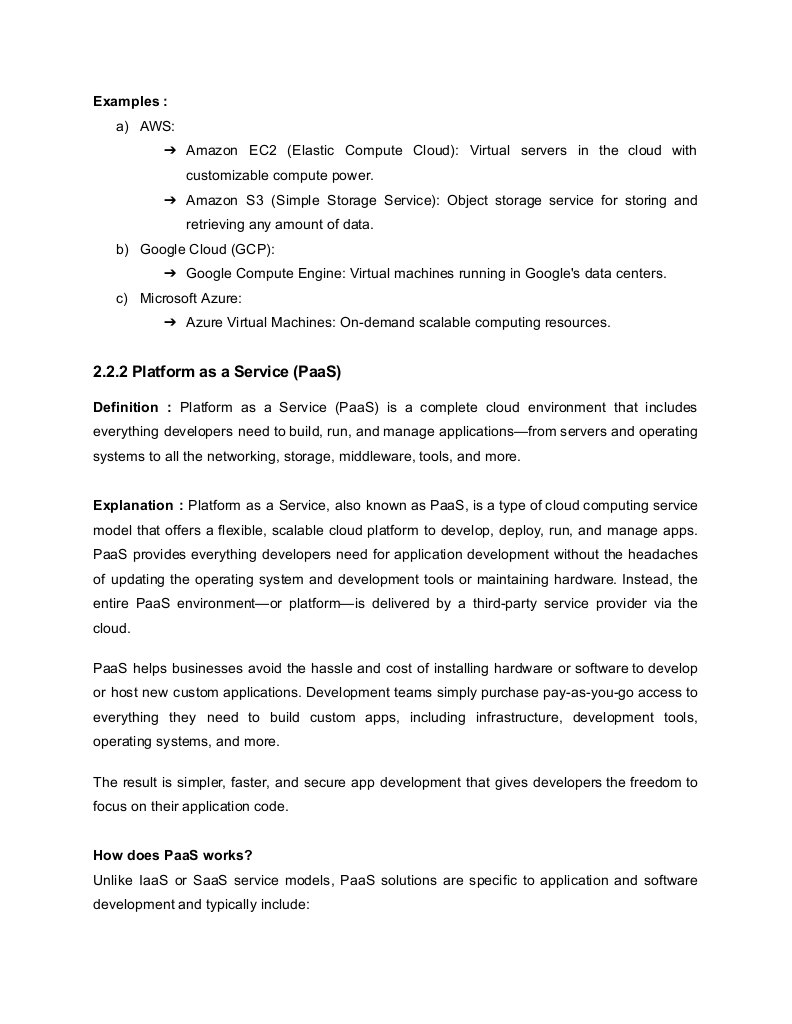 Examples :
a) AWS:
➔ Amazon EC2 (Elastic Compute Cloud): Virtual servers in the cloud with
customizable compute power.
➔ Amazon S3 (Simple Storage Service): Object storage service for storing and
retrieving any amount of data.
b) Google Cloud (GCP):
➔ Google Compute Engine: Virtual machines running in Google's data centers.
c) Microsoft Azure:
➔ Azure Virtual Machines: On-demand scalable computing resources.
2.2.2 Platform as a Service (PaaS)
Definition : Platform as a Service (PaaS) is a complete cloud environment that includes
everything developers need to build, run, and manage applications—from servers and operating
systems to all the networking, storage, middleware, tools, and more.
Explanation : Platform as a Service, also known as PaaS, is a type of cloud computing service
model that offers a flexible, scalable cloud platform to develop, deploy, run, and manage apps.
PaaS provides everything developers need for application development without the headaches
of updating the operating system and development tools or maintaining hardware. Instead, the
entire PaaS environment—or platform—is delivered by a third-party service provider via the
cloud.
PaaS helps businesses avoid the hassle and cost of installing hardware or software to develop
or host new custom applications. Development teams simply purchase pay-as-you-go access to
everything they need to build custom apps, including infrastructure, development tools,
operating systems, and more.
The result is simpler, faster, and secure app development that gives developers the freedom to
focus on their application code.
How does PaaS works?
Unlike IaaS or SaaS service models, PaaS solutions are specific to application and software
development and typically include: